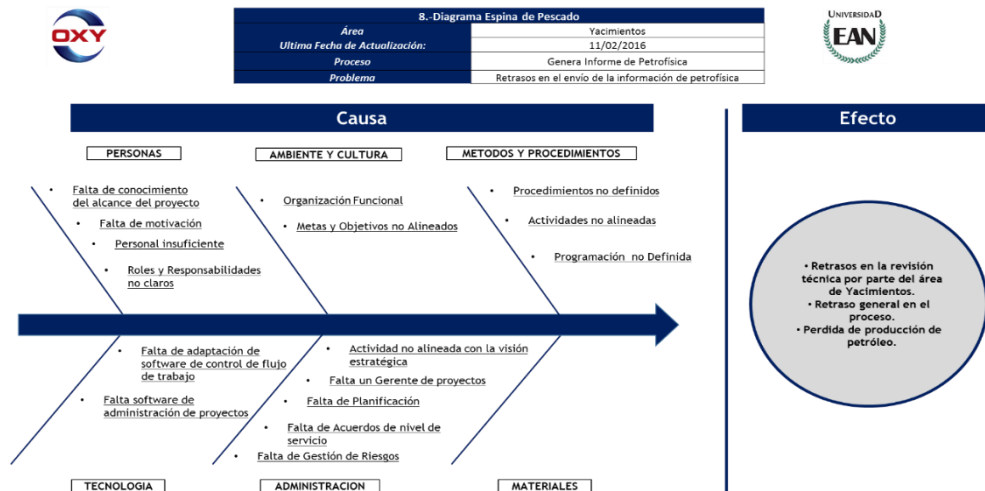 OXY
8.-Diagrama Espina de Pescado
Área Yacimientos
Ultima Fecha de Actualización: 11/02/2016
Proceso Genera Informe de Petrofísica
Problema Retrasos en el envío de la información de petrofísica
UNIVERSIDAD
EAN
Causa
Efecto
PERSONAS
AMBIENTE Y CULTURA
METODOS Y PROCEDIMIENTOS
• Falta de conocimiento
del alcance del proyecto
• Falta de motivación
• Personal insuficiente
• Roles y Responsabilidades
no claros
• Organización Funcional
• Metas y Objetivos no Alineados
• Procedimientos no definidos
• Actividades no alineadas
• Programación no Definida
• Retrasos en la revisión
técnica por parte del área
de Yacimientos.
• Retraso general en el
proceso.
• Perdida de producción de
petróleo.
• Falta de adaptación de
software de control de flujo
de trabajo
• Falta software de
administración de proyectos
• Actividad no alineada con la visión
estratégica
• Falta un Gerente de proyectos
• Falta de Planificación
• Falta de Acuerdos de nivel de
servicio
• Falta de Gestión de Riesgos
TECNOLOGIA
ADMINISTRACION
MATERIALES